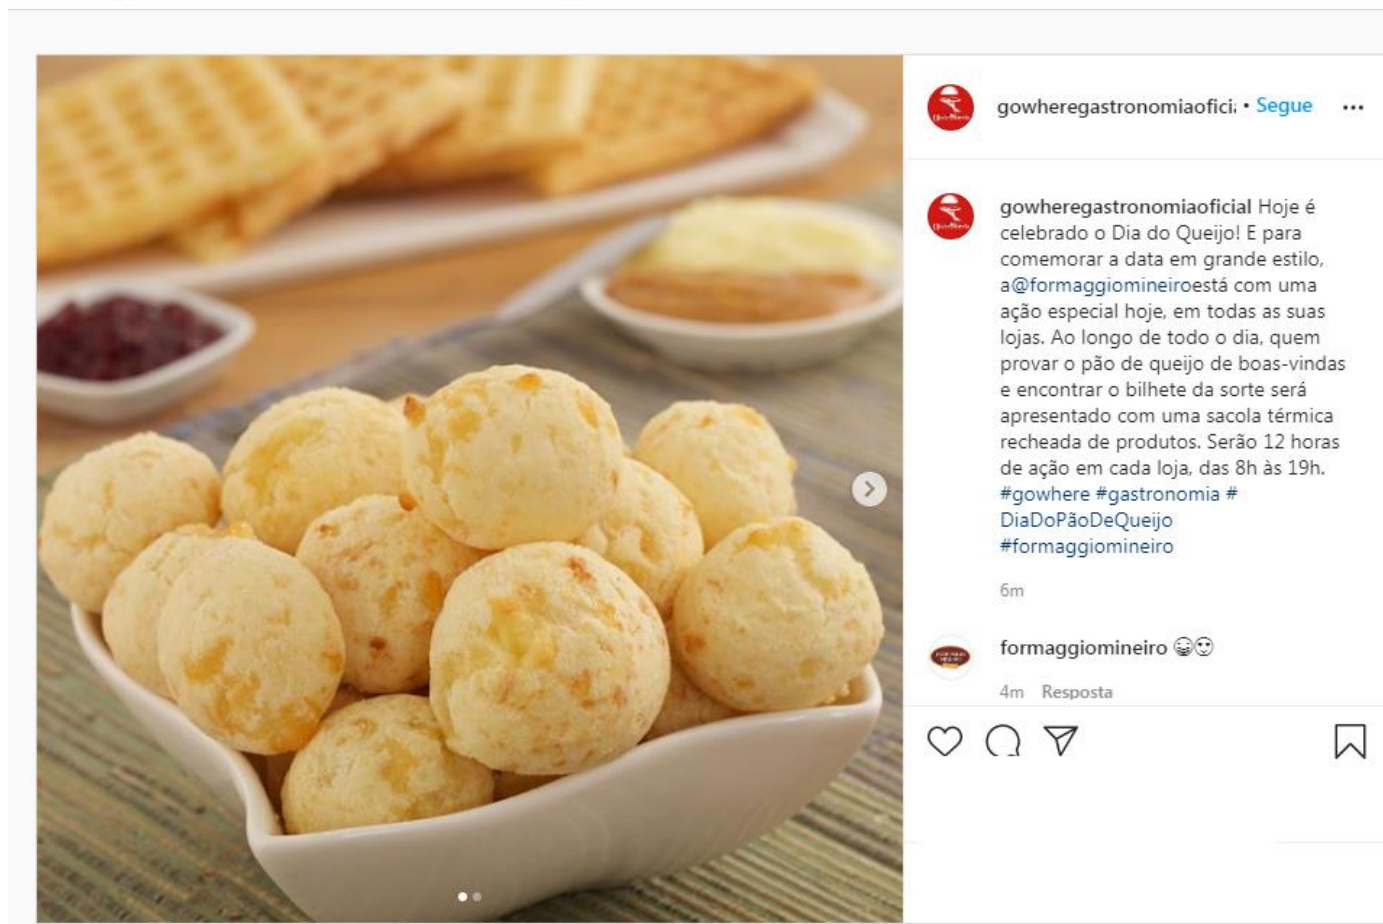 gowheregastronomiaofici • Segue •••
gowheregastronomiaoficial Hoje é
celebrado o Dia do Queijo! E para
comemorar a data em grande estilo,
a@formaggiomineiroestá com uma
ação especial hoje, em todas as suas
lojas. Ao longo de todo o dia, quem
provar o pão de queijo de boas-vindas
e encontrar o bilhete da sorte será
apresentado com uma sacola térmica
recheada de produtos. Serão 12 horas
de ação em cada loja, das 8h às 19h.
#gowhere #gastronomia #
DiaDoPãoDeQueijo
#formaggiomineiro
6m
formaggiomineiro
4m Resposta